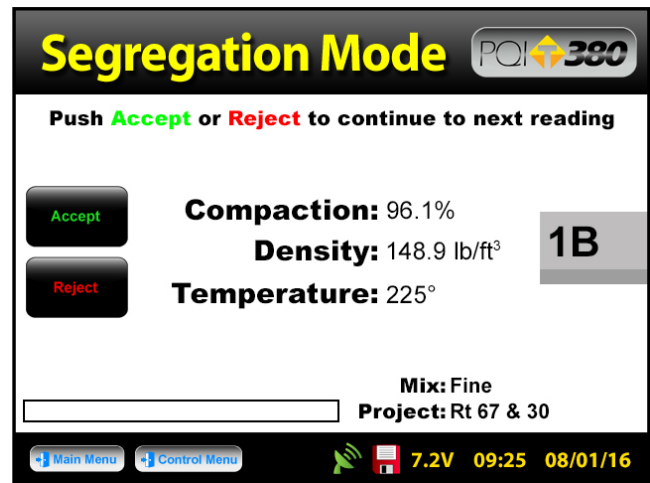 Segregation Mode PQI T 380
Push Accept or Reject to continue to next reading
Accept
Reject
Compaction: 96.1%
Density: 148.9 lb/ft³
Temperature: 225°
1B
Mix: Fine
Project: Rt 67 & 30
Main Menu Control Menu 7.2V 09:25 08/01/16